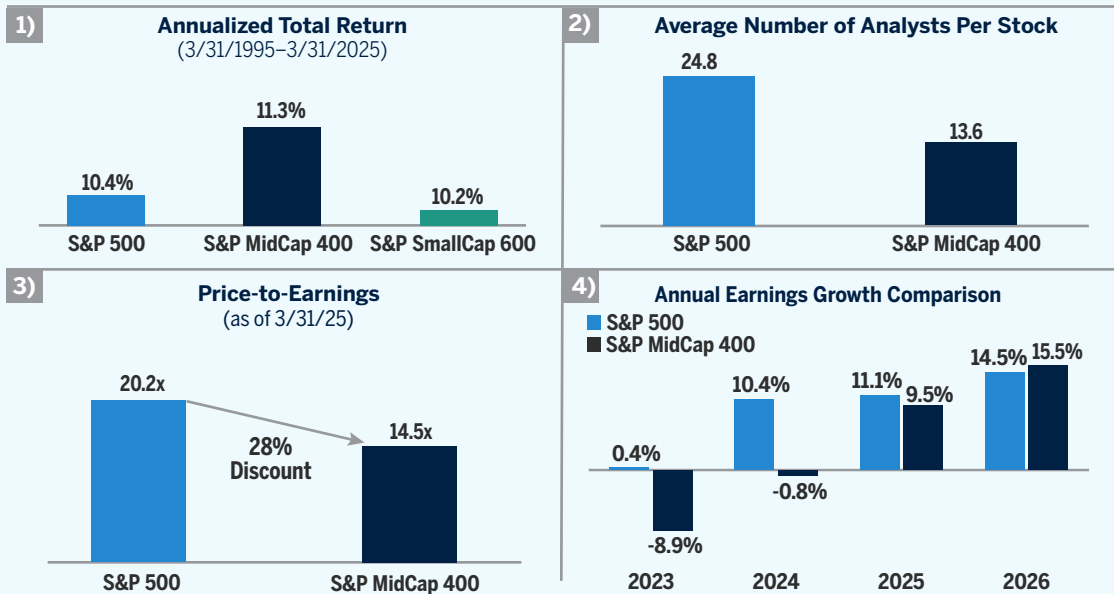 1)
Annualized Total Return
(3/31/1995–3/31/2025)
10.4%
11.3%
10.2%
S&P 500
S&P MidCap 400
S&P SmallCap 600
2)
Average Number of Analysts Per Stock
24.8
13.6
S&P 500
S&P MidCap 400
3)
Price-to-Earnings
(as of 3/31/25)
20.2x
14.5x
28%
Discount
S&P 500
S&P MidCap 400
4)
Annual Earnings Growth Comparison
S&P 500
S&P MidCap 400
0.4%
-8.9%
10.4%
-0.8%
11.1%
9.5%
14.5%
15.5%
2023
2024
2025
2026